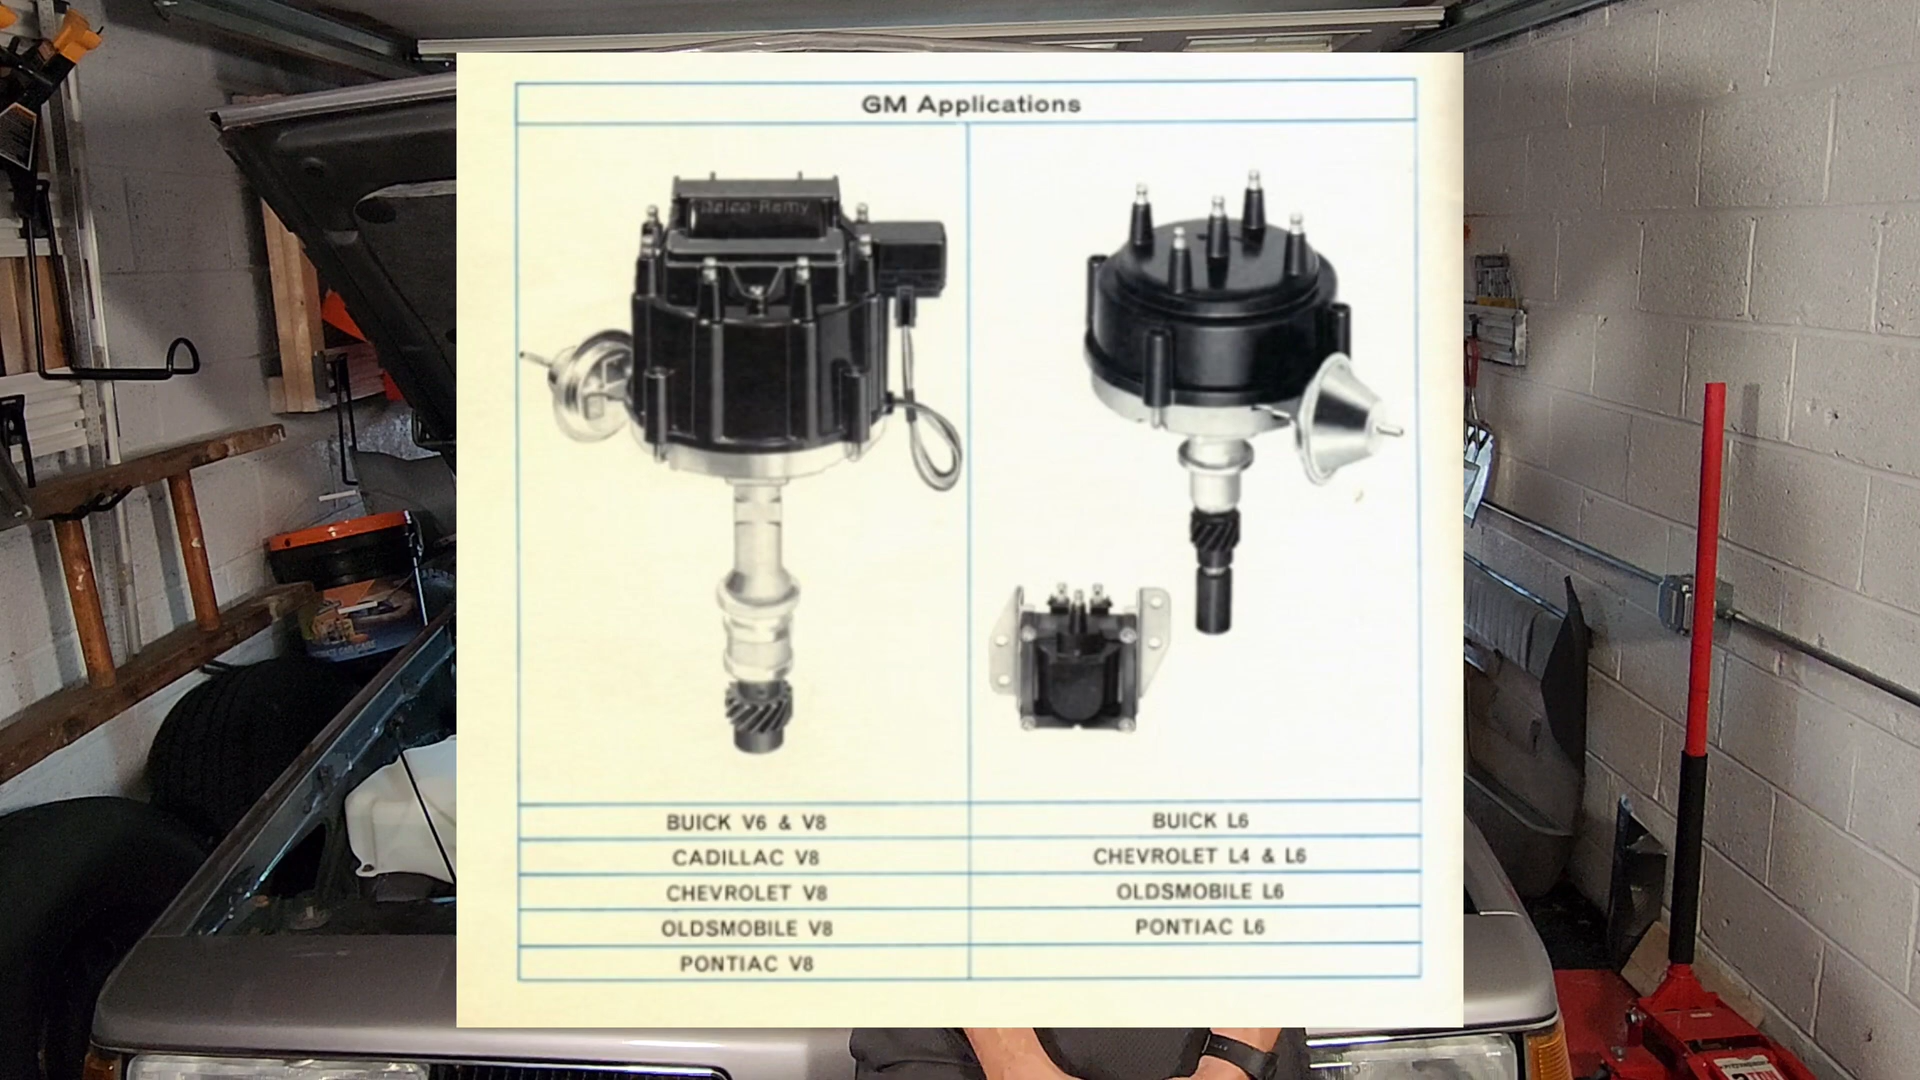 GM Applications
Delco-Remy
BUICK V6 & V8
CADILLAC V8
CHEVROLET V8
OLDSMOBILE V8
PONTIAC V8
BUICK L6
CHEVROLET L4 & L6
OLDSMOBILE L6
PONTIAC L6